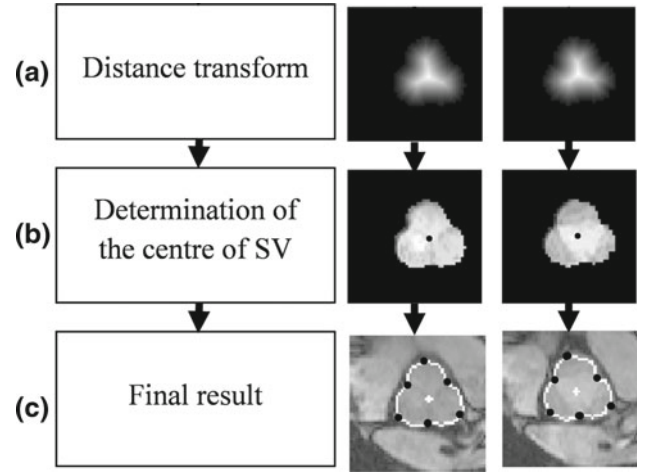 (a)
Distance transform
(b)
Determination of
the centre of SV
(c)
Final result